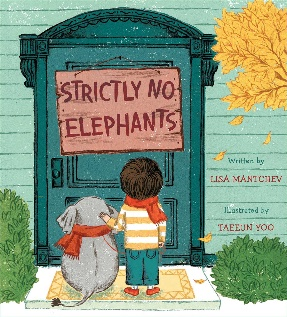 STRICTLY NO
ELEPHANTS
Written by
LISA MANTCHEV
Illustrated by
TAEEUN YOO